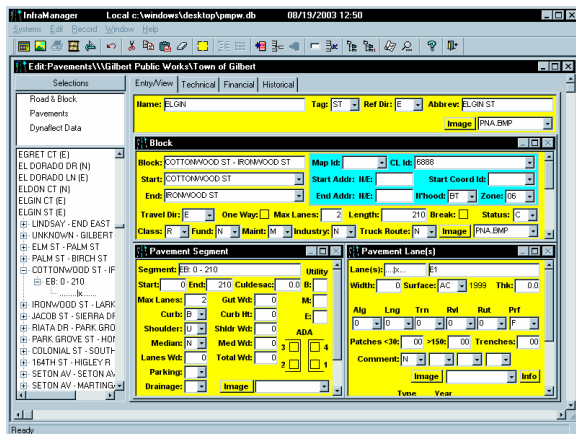 InfraManager Local c:\windows\desktop\pmpw.db 08/19/2003 12:50
Systems Edit Record Window Help
Edit:Pavements\\\Gilbert Public Works\Town of Gilbert
Selections
Road & Block
Pavements
Dynaflect Data
EGRET CT (E)
EL DORADO DR (N)
EL DORADO LN (E)
ELDON CT (N)
ELGIN CT (E)
ELGIN ST (E)
LINDSAY - END EAST
UNKNOWN - GILBERT
ELM ST - PALM ST
PALM ST - BIRCH ST
COTTONWOOD ST - IF
EB: 0 - 210
........|x......
IRONWOOD ST - LARK
JACOB ST - SIERRA DF
RIATA DR - PARK GRO
PARK GROVE ST - HON
COLONIAL ST - SOUTH
164TH ST - HIGLEY R
SETON AV - SETON AV
SETON AV - MARTINGA
Entry/View Technical Financial Historical
Name: ELGIN Tag: ST Ref Dir: E Abbrev: ELGIN ST
Image PNA.BMP
Block
Block: COTTONWOOD ST - IRONWOOD ST Map Id: CL Id: 6888
Start: COTTONWOOD ST Start Addr: N/E: Start Coord Id:
End: IRONWOOD ST End Addr: N/E: N'hood: BT Zone: 06
Travel Dir: E One Way: Max Lanes: 2 Length: 210 Break: Status: C
Class: R Fund: N Maint: M Industry: N Truck Route: N Image PNA.BMP
Pavement Segment
Segment: EB: 0 - 210 Utility
Start: 0 End: 210 Culdesac: 0.0 B:
Max Lanes: 2 Gut Wd: 0 M:
Curb: B Curb Ht: 0 E:
Shoulder: U Shldr Wd: 0 ADA
Median: N Med Wd: 0 3 4
Lanes Wd: 0 Total Wd: 0 2 1
Parking:
Drainage: Image
Pavement Lane(s)
Lane(s): ....|x.... E1
Width: 0 Surface: AC 1999 Thk: 0.0
Alg Lng Trn Rvl Rut Prf
0 0 0 0 0 F
Patches <30: 00 >150: 00 Trenches: 00
Comment: N
Image Info
Type Year
Ready